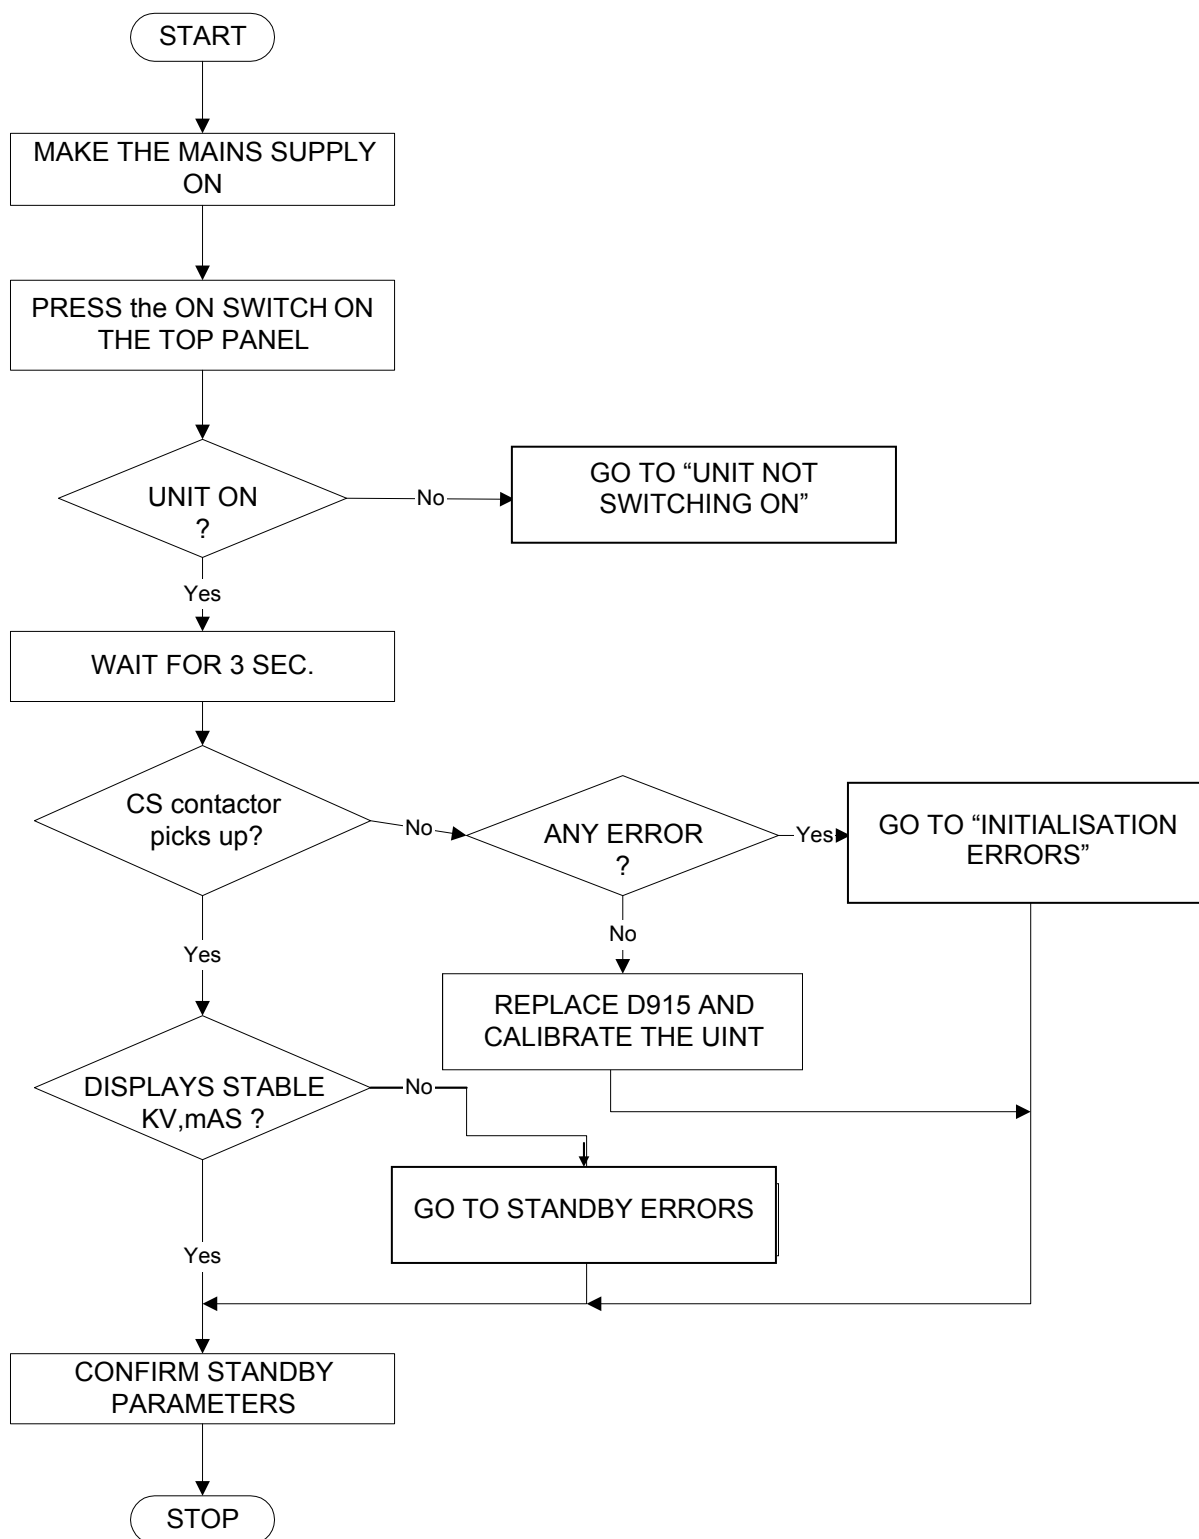 START
MAKE THE MAINS SUPPLY
ON
PRESS the ON SWITCH ON
THE TOP PANEL
UNIT ON
?
No
GO TO “UNIT NOT
SWITCHING ON”
Yes
WAIT FOR 3 SEC.
CS contactor
picks up?
No
ANY ERROR
?
Yes
GO TO “INITIALISATION
ERRORS”
No
Yes
REPLACE D915 AND
CALIBRATE THE UINT
DISPLAYS STABLE
KV,mAS ?
No
GO TO STANDBY ERRORS
Yes
CONFIRM STANDBY
PARAMETERS
STOP